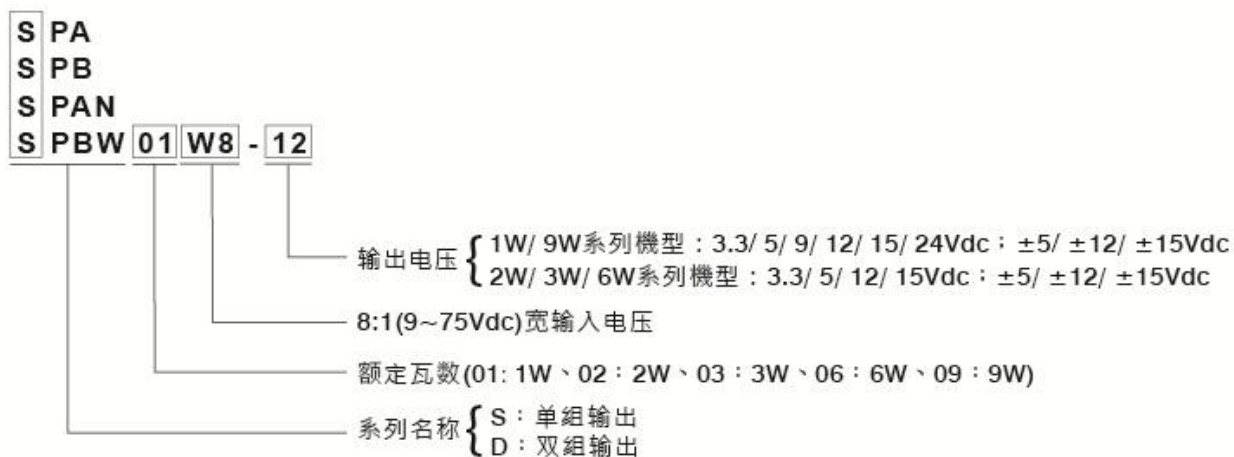 S PA
S PB
S PAN
S PBW 01 W8 - 12
输出电压 { 1W/ 9W系列機型：3.3/ 5/ 9/ 12/ 15/ 24Vdc；±5/ ±12/ ±15Vdc
2W/ 3W/ 6W系列機型：3.3/ 5/ 12/ 15Vdc；±5/ ±12/ ±15Vdc
8:1(9~75Vdc)宽输入电压
额定瓦数(01: 1W、02：2W、03：3W、06：6W、09：9W)
系列名称 { S：单组输出
D：双組输出